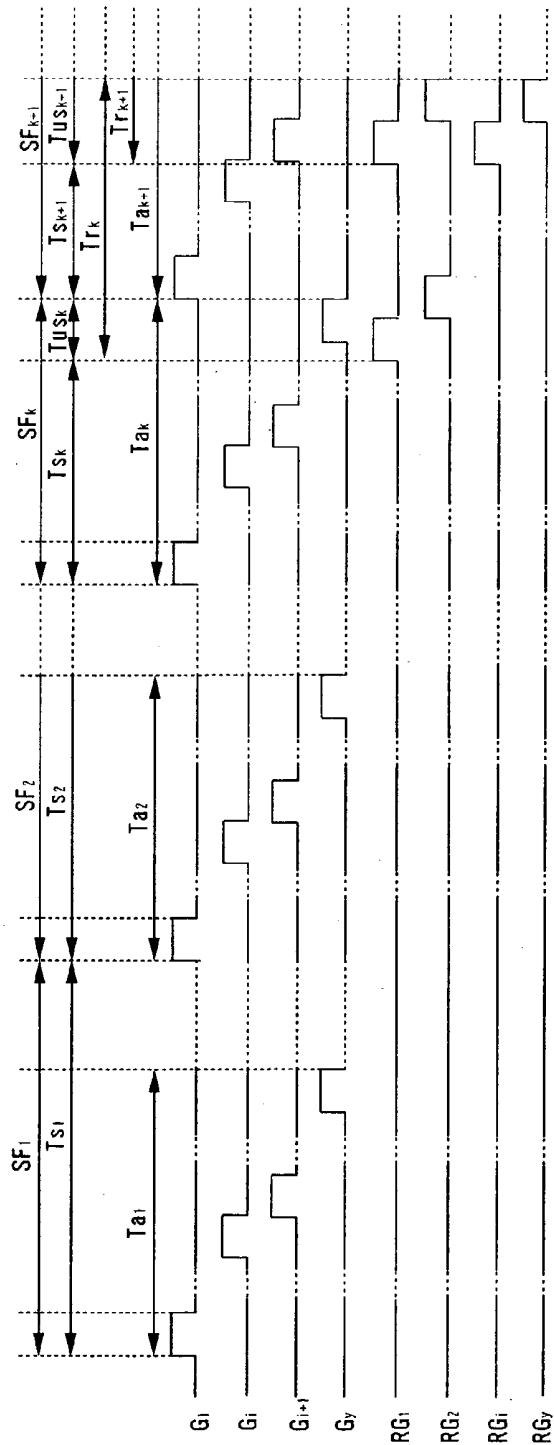 SF₁ SF₂ SFₖ SFₖ₊₁
Ts₁ Ts₂ Tsₖ Tusₖ Tsₖ₊₁ Tusₖ₊₁
Trₖ
Trₖ₊₁
Ta₁ Ta₂ Taₖ Taₖ₊₁
G₁
Gᵢ
Gᵢ₊₁
Gy
RG₁
RG₂
RGᵢ
RGy